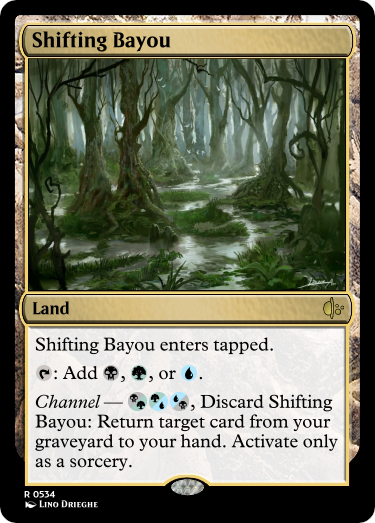 Shifting Bayou
Land
Shifting Bayou enters tapped.
: Add , , or .
Channel — , Discard Shifting
Bayou: Return target card from your
graveyard to your hand. Activate only
as a sorcery.
R 0534
Lino Drieghe